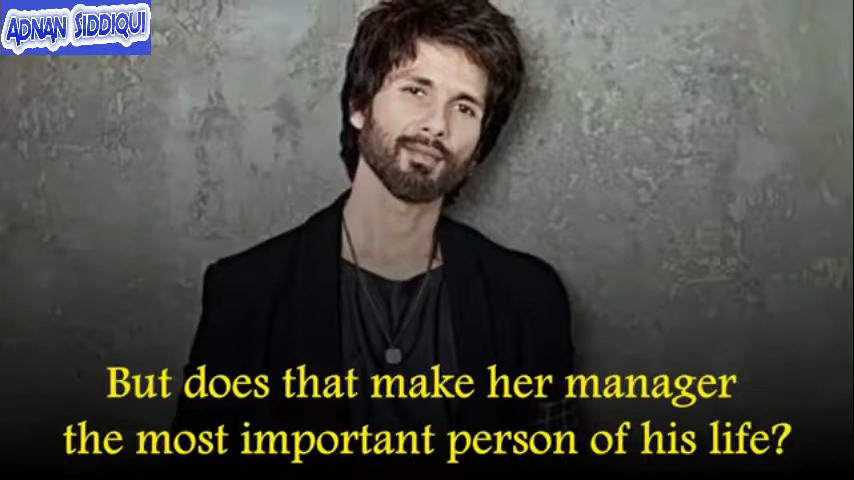 ADNAN SIDDIQUI
But does that make her manager
the most important person of his life?